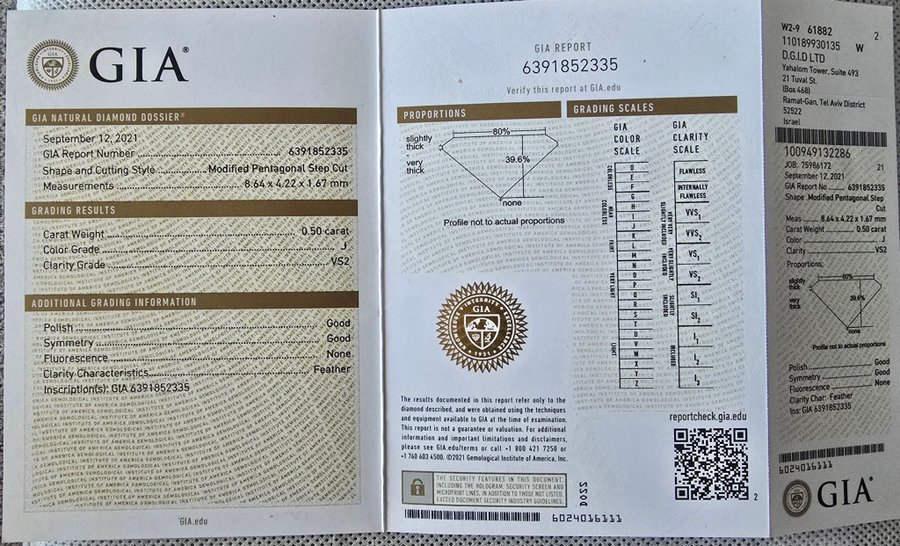 GIA®
GIA NATURAL DIAMOND DOSSIER®
September 12, 2021
GIA Report Number 6391852335
Shape and Cutting Style Modified Pentagonal Step Cut
Measurements 8.64 x 4.22 x 1.67 mm
GRADING RESULTS
Carat Weight 0.50 carat
Color Grade J
Clarity Grade VS2
ADDITIONAL GRADING INFORMATION
Polish Good
Symmetry Good
Fluorescence None
Clarity Characteristics Feather
Inscription(s): GIA 6391852335
GIA.edu
GIA REPORT
6391852335
Verify this report at GIA.edu
PROPORTIONS
80%
slightly
thick
39.6%
very
thick
none
Profile not to actual proportions
GIA
The results documented in this report refer only to the
diamond described, and were obtained using the techniques
and equipment available to GIA at the time of examination.
This report is not a guarantee or valuation. For additional
information and important limitations and disclaimers,
please see GIA.edu/terms or call +1 800 421 7250 or
+1 760 603 4500. ©2021 Gemological Institute of America, Inc.
THE SECURITY FEATURES IN THIS DOCUMENT,
INCLUDING THE HOLOGRAM, SECURITY SCREEN AND
MICROPRINT LINES, IN ADDITION TO THOSE NOT LISTED,
EXCEED DOCUMENT SECURITY INDUSTRY GUIDELINES.
6024016111
D022
GRADING SCALES
GIA
COLOR
SCALE
COLORLESS
D
E
F
NEAR
COLORLESS
G
H
I
J
FAINT
K
L
M
VERY LIGHT
N
O
P
Q
R
LIGHT
S
T
U
V
W
X
Y
Z
GIA
CLARITY
SCALE
FLAWLESS
INTERNALLY
FLAWLESS
VERY VERY
SLIGHTLY INCLUDED
VVS1
VVS2
VERY SLIGHTLY
INCLUDED
VS1
VS2
SLIGHTLY
INCLUDED
SI1
SI2
INCLUDED
I1
I2
I3
reportcheck.gia.edu
2
W2-9 61882 2
110189930135 W
D.G.I.D LTD
Yahalom Tower, Suite 493
21 Tuval St.
(Box 468)
Ramat-Gan, Tel Aviv District
52522
Israel
100949132286
JOB: 75986172 21
September 12, 2021
GIA Report No 6391852335
Shape Modified Pentagonal Step
Cut
Meas 8.64 x 4.22 x 1.67 mm
Carat Weight 0.50 carat
Color J
Clarity VS2
Proportions:
80%
slightly
thick
39.6%
very
thick
none
Profile not to actual proportions
Polish Good
Symmetry Good
Fluorescence None
Clarity Char: Feather
Ins: GIA 6391852335
6024016111
GIA®